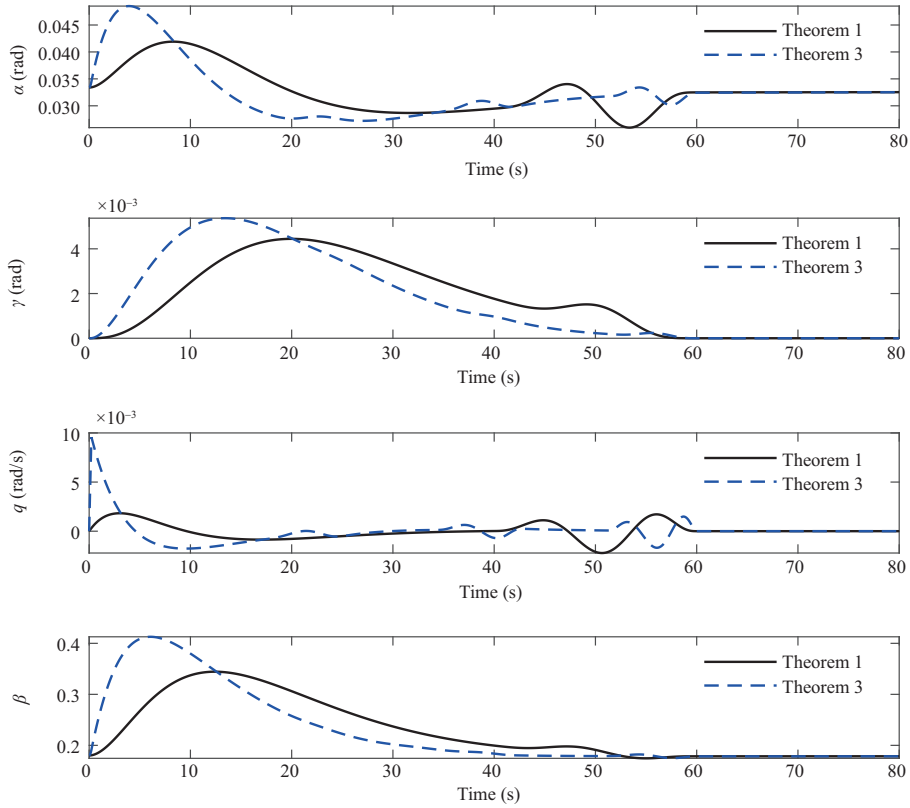 0.045
0.040
0.035
0.030
α (rad)
Theorem 1
Theorem 3
0 10 20 30 40 50 60 70 80
Time (s)
×10⁻³
4
2
0
γ (rad)
Theorem 1
Theorem 3
0 10 20 30 40 50 60 70 80
Time (s)
×10⁻³
10
5
0
q (rad/s)
Theorem 1
Theorem 3
0 10 20 30 40 50 60 70 80
Time (s)
0.4
0.3
0.2
β
Theorem 1
Theorem 3
0 10 20 30 40 50 60 70 80
Time (s)